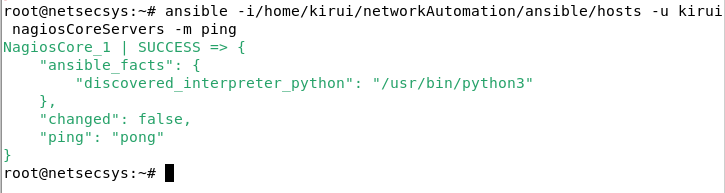 root@netsecsys:~# ansible -i/home/kirui/networkAutomation/ansible/hosts -u kirui
 nagiosCoreServers -m ping
NagiosCore_1 | SUCCESS => {
    "ansible_facts": {
        "discovered_interpreter_python": "/usr/bin/python3"
    },
    "changed": false,
    "ping": "pong"
}
root@netsecsys:~#